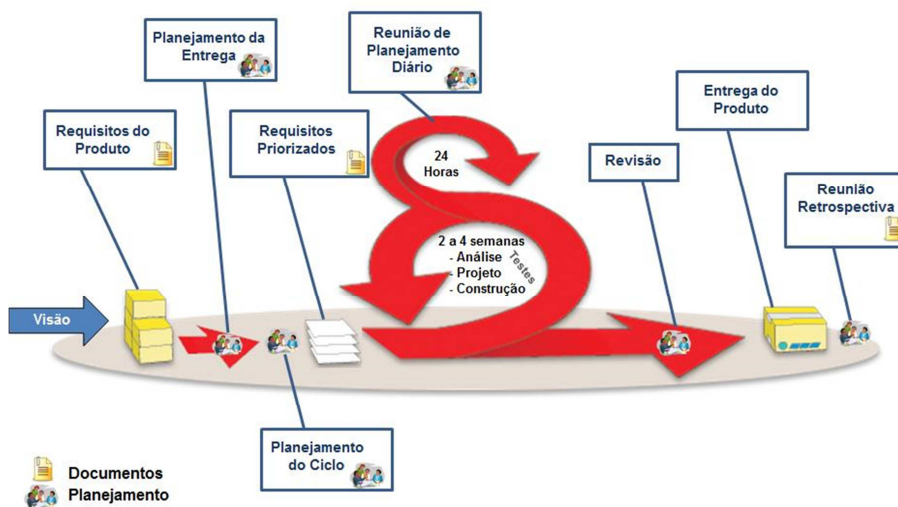 Planejamento da
Entrega
Reunião de
Planejamento
Diário
Entrega do
Produto
Requisitos do
Produto
Requisitos
Priorizados
24
Horas
Revisão
Reunião
Retrospectiva
2 a 4 semanas
- Análise
- Projeto
- Construção
Testes
Visão
Planejamento
do Ciclo
Documentos
Planejamento